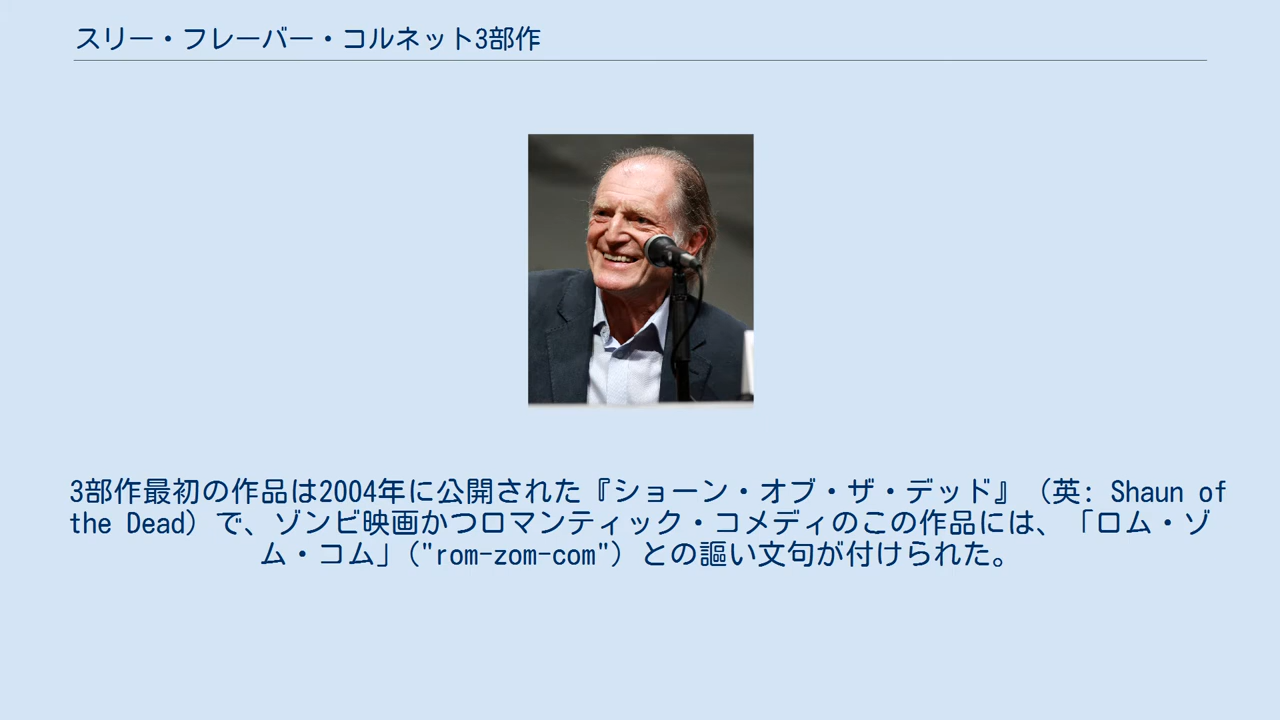 スリー・フレーバー・コルネット3部作
3部作最初の作品は2004年に公開された『ショーン・オブ・ザ・デッド』（英: Shaun of
the Dead）で、ゾンビ映画かつロマンティック・コメディのこの作品には、「ロム・ゾ
ム・コム」("rom-zom-com"）との謳い文句が付けられた。